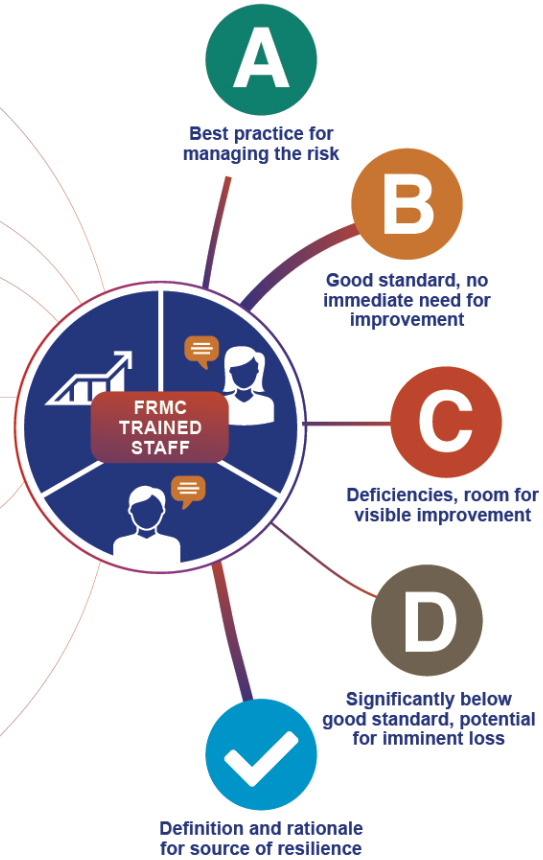 A
Best practice for
managing the risk
B
Good standard, no
immediate need for
improvement
FRMC
TRAINED
STAFF
C
Deficiencies, room for
visible improvement
D
Significantly below
good standard, potential
for imminent loss
Definition and rationale
for source of resilience